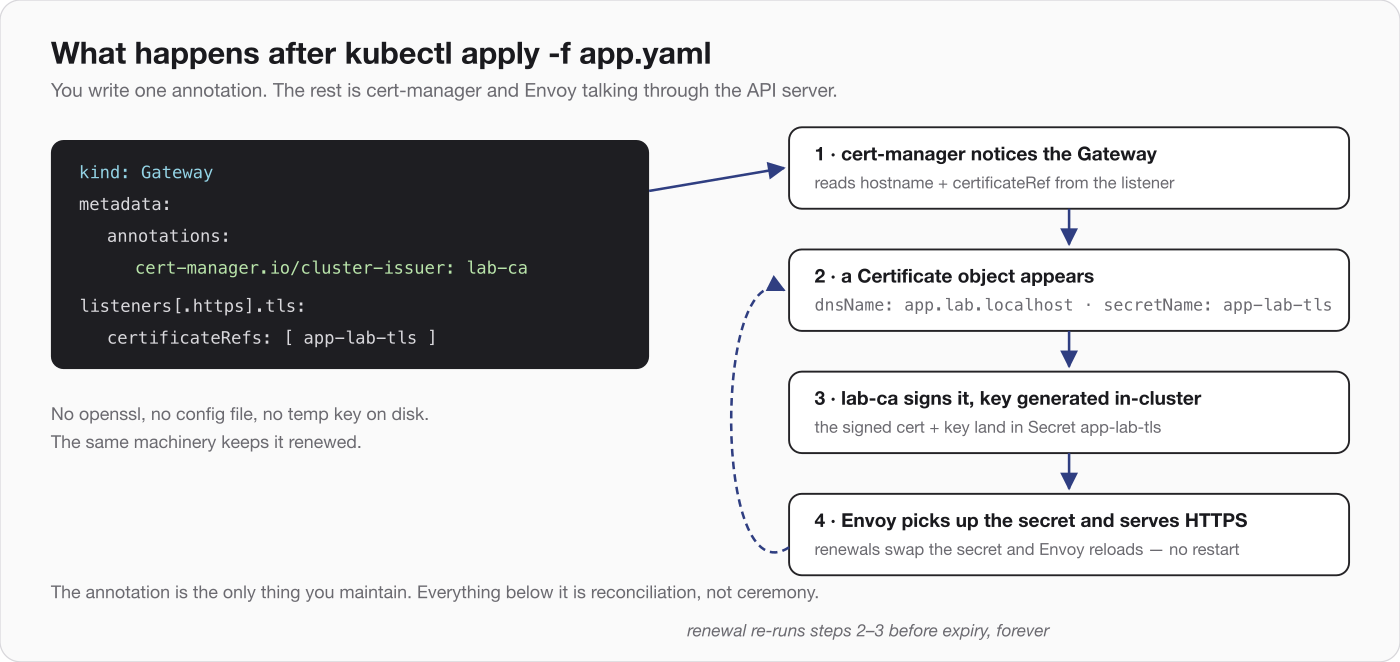 What happens after kubectl apply -f app.yaml
You write one annotation. The rest is cert-manager and Envoy talking through the API server.
kind: Gateway
metadata:
annotations:
cert-manager.io/cluster-issuer: lab-ca
listeners[.https].tls:
certificateRefs: [ app-lab-tls ]
No openssl, no config file, no temp key on disk.
The same machinery keeps it renewed.
1 · cert-manager notices the Gateway
reads hostname + certificateRef from the listener
2 · a Certificate object appears
dnsName: app.lab.localhost · secretName: app-lab-tls
3 · lab-ca signs it, key generated in-cluster
the signed cert + key land in Secret app-lab-tls
4 · Envoy picks up the secret and serves HTTPS
renewals swap the secret and Envoy reloads — no restart
The annotation is the only thing you maintain. Everything below it is reconciliation, not ceremony.
renewal re-runs steps 2–3 before expiry, forever